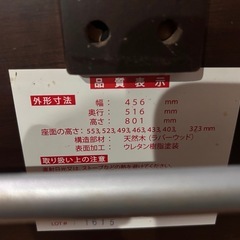 品質表示
外形寸法
幅: 456 mm
奥行: 516 mm
高さ: 801 mm
座面の高さ: 553,523,493,463,433,403, 373 mm
構造部材: 天然木(ラバーウッド)
表面加工: ウレタン樹脂塗装
取り扱い上の注意
LOT# 1615